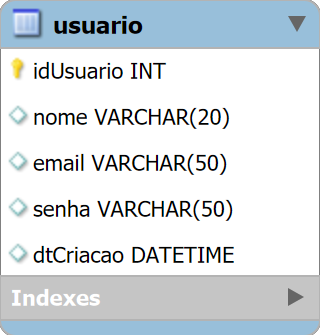 usuario
idUsuario INT
nome VARCHAR(20)
email VARCHAR(50)
senha VARCHAR(50)
dtCriacao DATETIME
Indexes